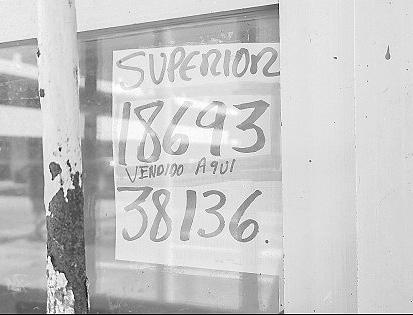 SUPERIOR
18693
VENDIDO AQUI
38136.